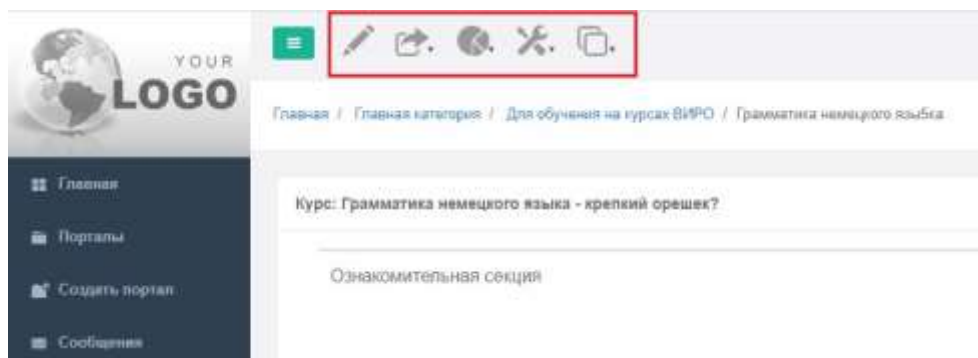 YOUR
LOGO
Главная / Главная категория / Для обучения на курсах ВИРО / Грамматика немецкого язы5ка
Курс: Грамматика немецкого языка - крепкий орешек?
Ознакомительная секция
Главная
Порталы
Создать портал
Сообщения